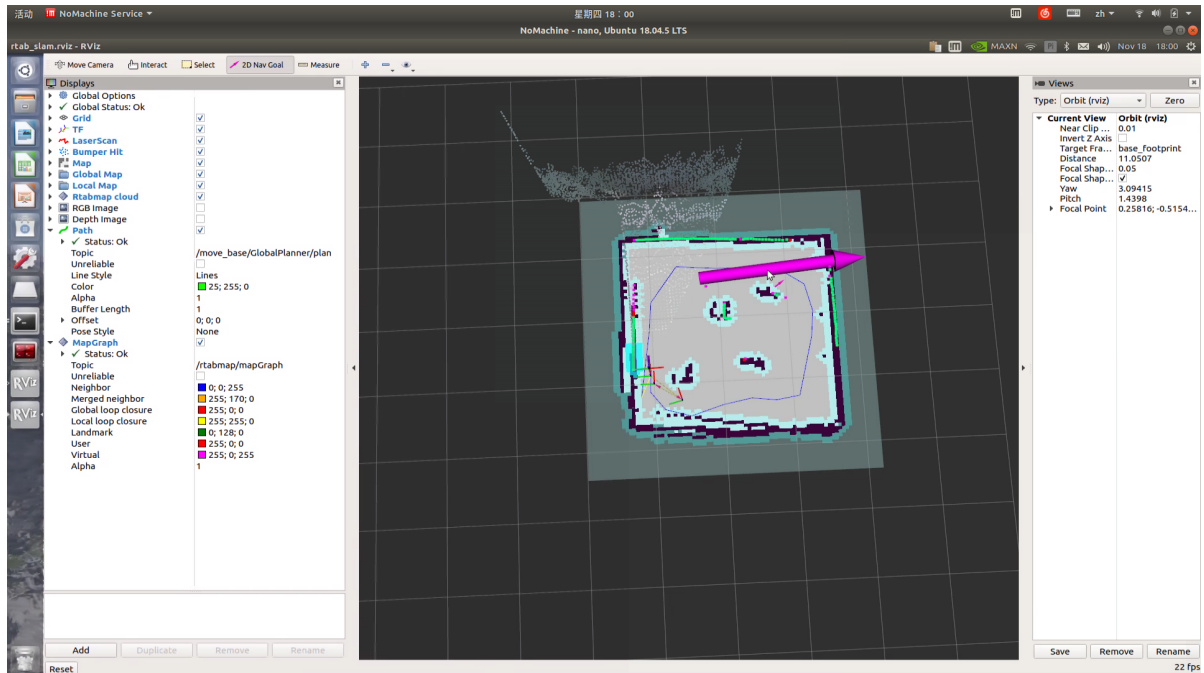 活动 NoMachine Service 星期四 18：00 zh
NoMachine - nano, Ubuntu 18.04.5 LTS
rtab_slam.rviz - RViz MAXN Nov 18 18:00
Move Camera Interact Select 2D Nav Goal Measure
Displays
Global Options
Global Status: Ok
Grid
TF
LaserScan
Bumper Hit
Map
Global Map
Local Map
Rtabmap cloud
RGB Image
Depth Image
Path
Status: Ok
Topic /move_base/GlobalPlanner/plan
Unreliable
Line Style Lines
Color 25; 255; 0
Alpha 1
Buffer Length 1
Offset 0; 0; 0
Pose Style None
MapGraph
Status: Ok
Topic /rtabmap/mapGraph
Unreliable
Neighbor 0; 0; 255
Merged neighbor 255; 170; 0
Global loop closure 255; 0; 0
Local loop closure 255; 255; 0
Landmark 0; 128; 0
User 255; 0; 0
Virtual 255; 0; 255
Alpha 1
Add Duplicate Remove Rename
Reset
RViz
RViz
Views
Type: Orbit (rviz) Zero
Current View Orbit (rviz)
Near Clip ... 0.01
Invert Z Axis
Target Fra... base_footprint
Distance 11.0507
Focal Shap... 0.05
Focal Shap...
Yaw 3.09415
Pitch 1.4398
Focal Point 0.25816; -0.5154...
Save Remove Rename
22 fps